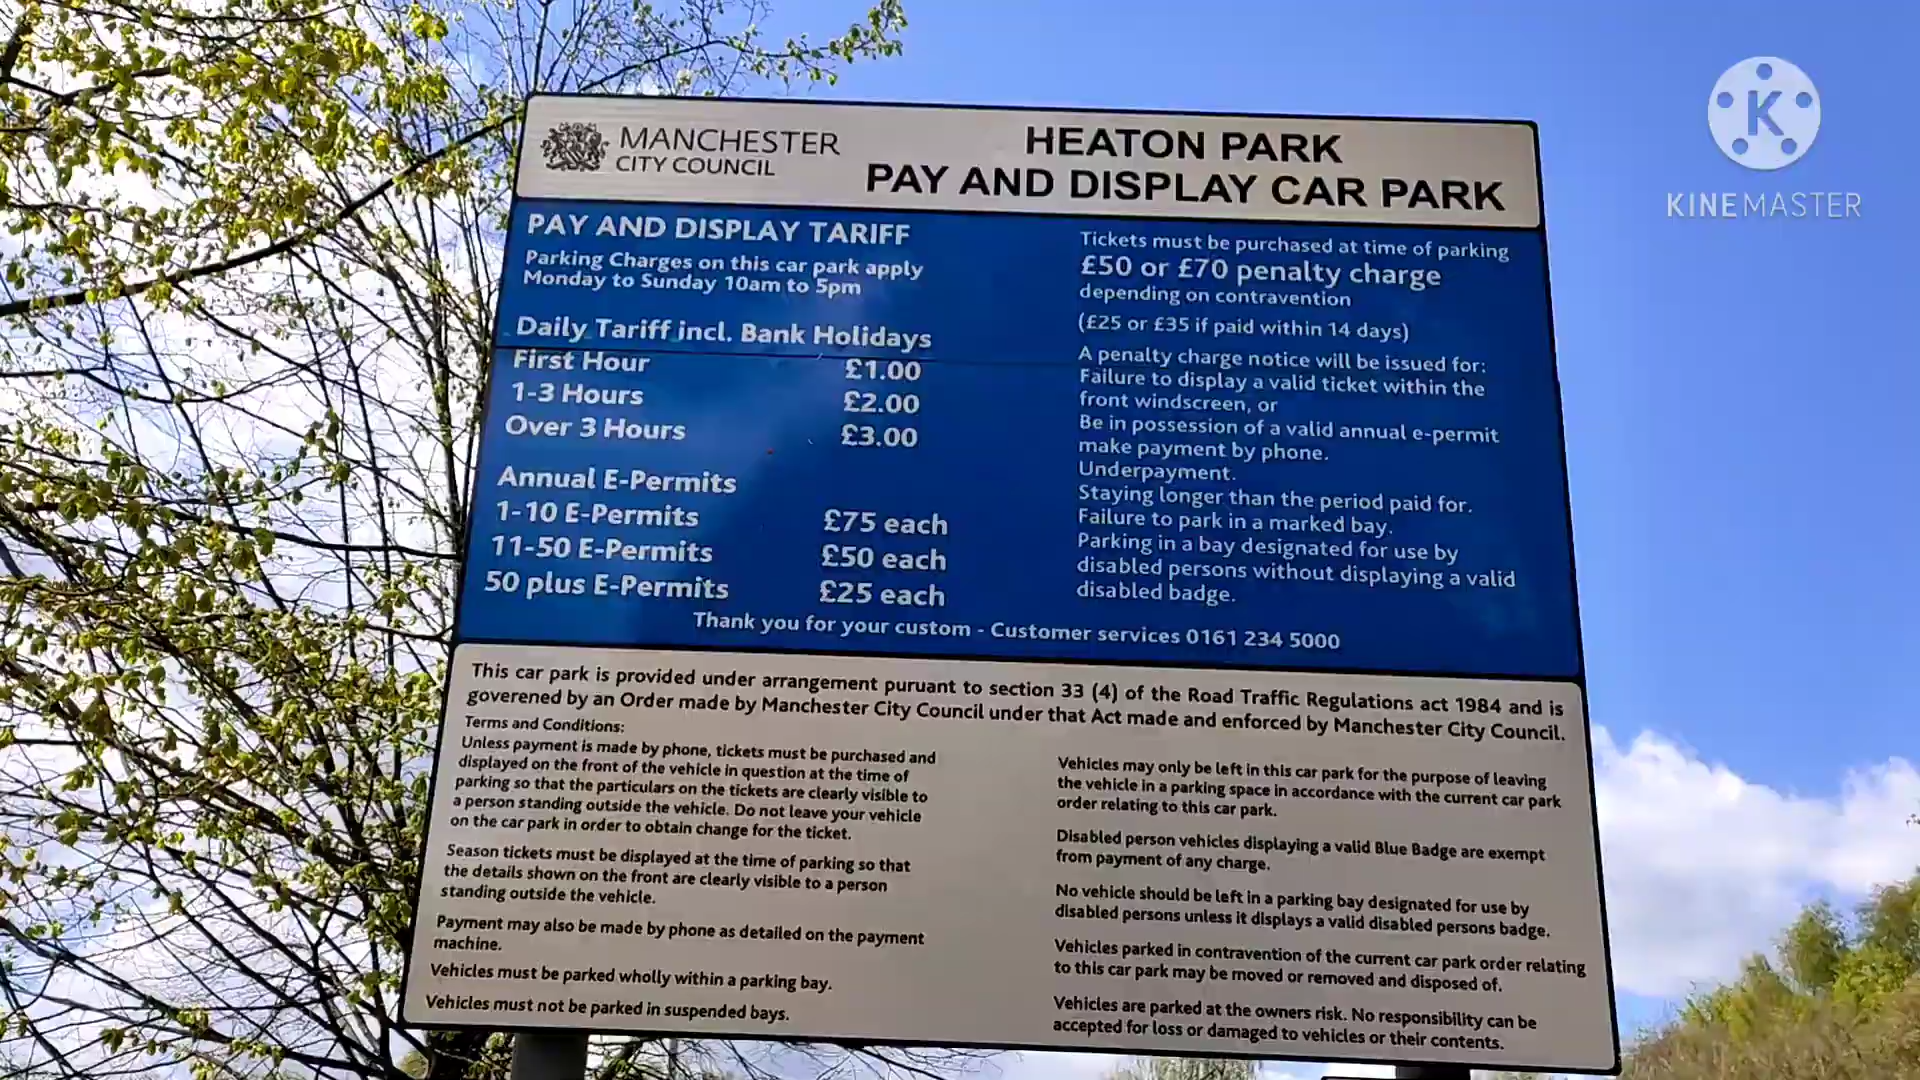 MANCHESTER
CITY COUNCIL
HEATON PARK
PAY AND DISPLAY CAR PARK
PAY AND DISPLAY TARIFF
Parking Charges on this car park apply
Monday to Sunday 10am to 5pm
Daily Tariff incl. Bank Holidays
First Hour £1.00
1-3 Hours £2.00
Over 3 Hours £3.00
Annual E-Permits
1-10 E-Permits £75 each
11-50 E-Permits £50 each
50 plus E-Permits £25 each
Tickets must be purchased at time of parking
£50 or £70 penalty charge
depending on contravention
(£25 or £35 if paid within 14 days)
A penalty charge notice will be issued for:
Failure to display a valid ticket within the
front windscreen, or
Be in possession of a valid annual e-permit
make payment by phone.
Underpayment.
Staying longer than the period paid for.
Failure to park in a marked bay.
Parking in a bay designated for use by
disabled persons without displaying a valid
disabled badge.
Thank you for your custom - Customer services 0161 234 5000
This car park is provided under arrangement pursuant to section 33 (4) of the Road Traffic Regulations act 1984 and is
goverened by an Order made by Manchester City Council under that Act made and enforced by Manchester City Council.
Terms and Conditions:
Unless payment is made by phone, tickets must be purchased and
displayed on the front of the vehicle in question at the time of
parking so that the particulars on the tickets are clearly visible to
a person standing outside the vehicle. Do not leave your vehicle
on the car park in order to obtain change for the ticket.
Season tickets must be displayed at the time of parking so that
the details shown on the front are clearly visible to a person
standing outside the vehicle.
Payment may also be made by phone as detailed on the payment
machine.
Vehicles must be parked wholly within a parking bay.
Vehicles must not be parked in suspended bays.
Vehicles may only be left in this car park for the purpose of leaving
the vehicle in a parking space in accordance with the current car park
order relating to this car park.
Disabled person vehicles displaying a valid Blue Badge are exempt
from payment of any charge.
No vehicle should be left in a parking bay designated for use by
disabled persons unless it displays a valid disabled persons badge.
Vehicles parked in contravention of the current car park order relating
to this car park may be moved or removed and disposed of.
Vehicles are parked at the owners risk. No responsibility can be
accepted for loss or damaged to vehicles or their contents.
K
KINEMASTER